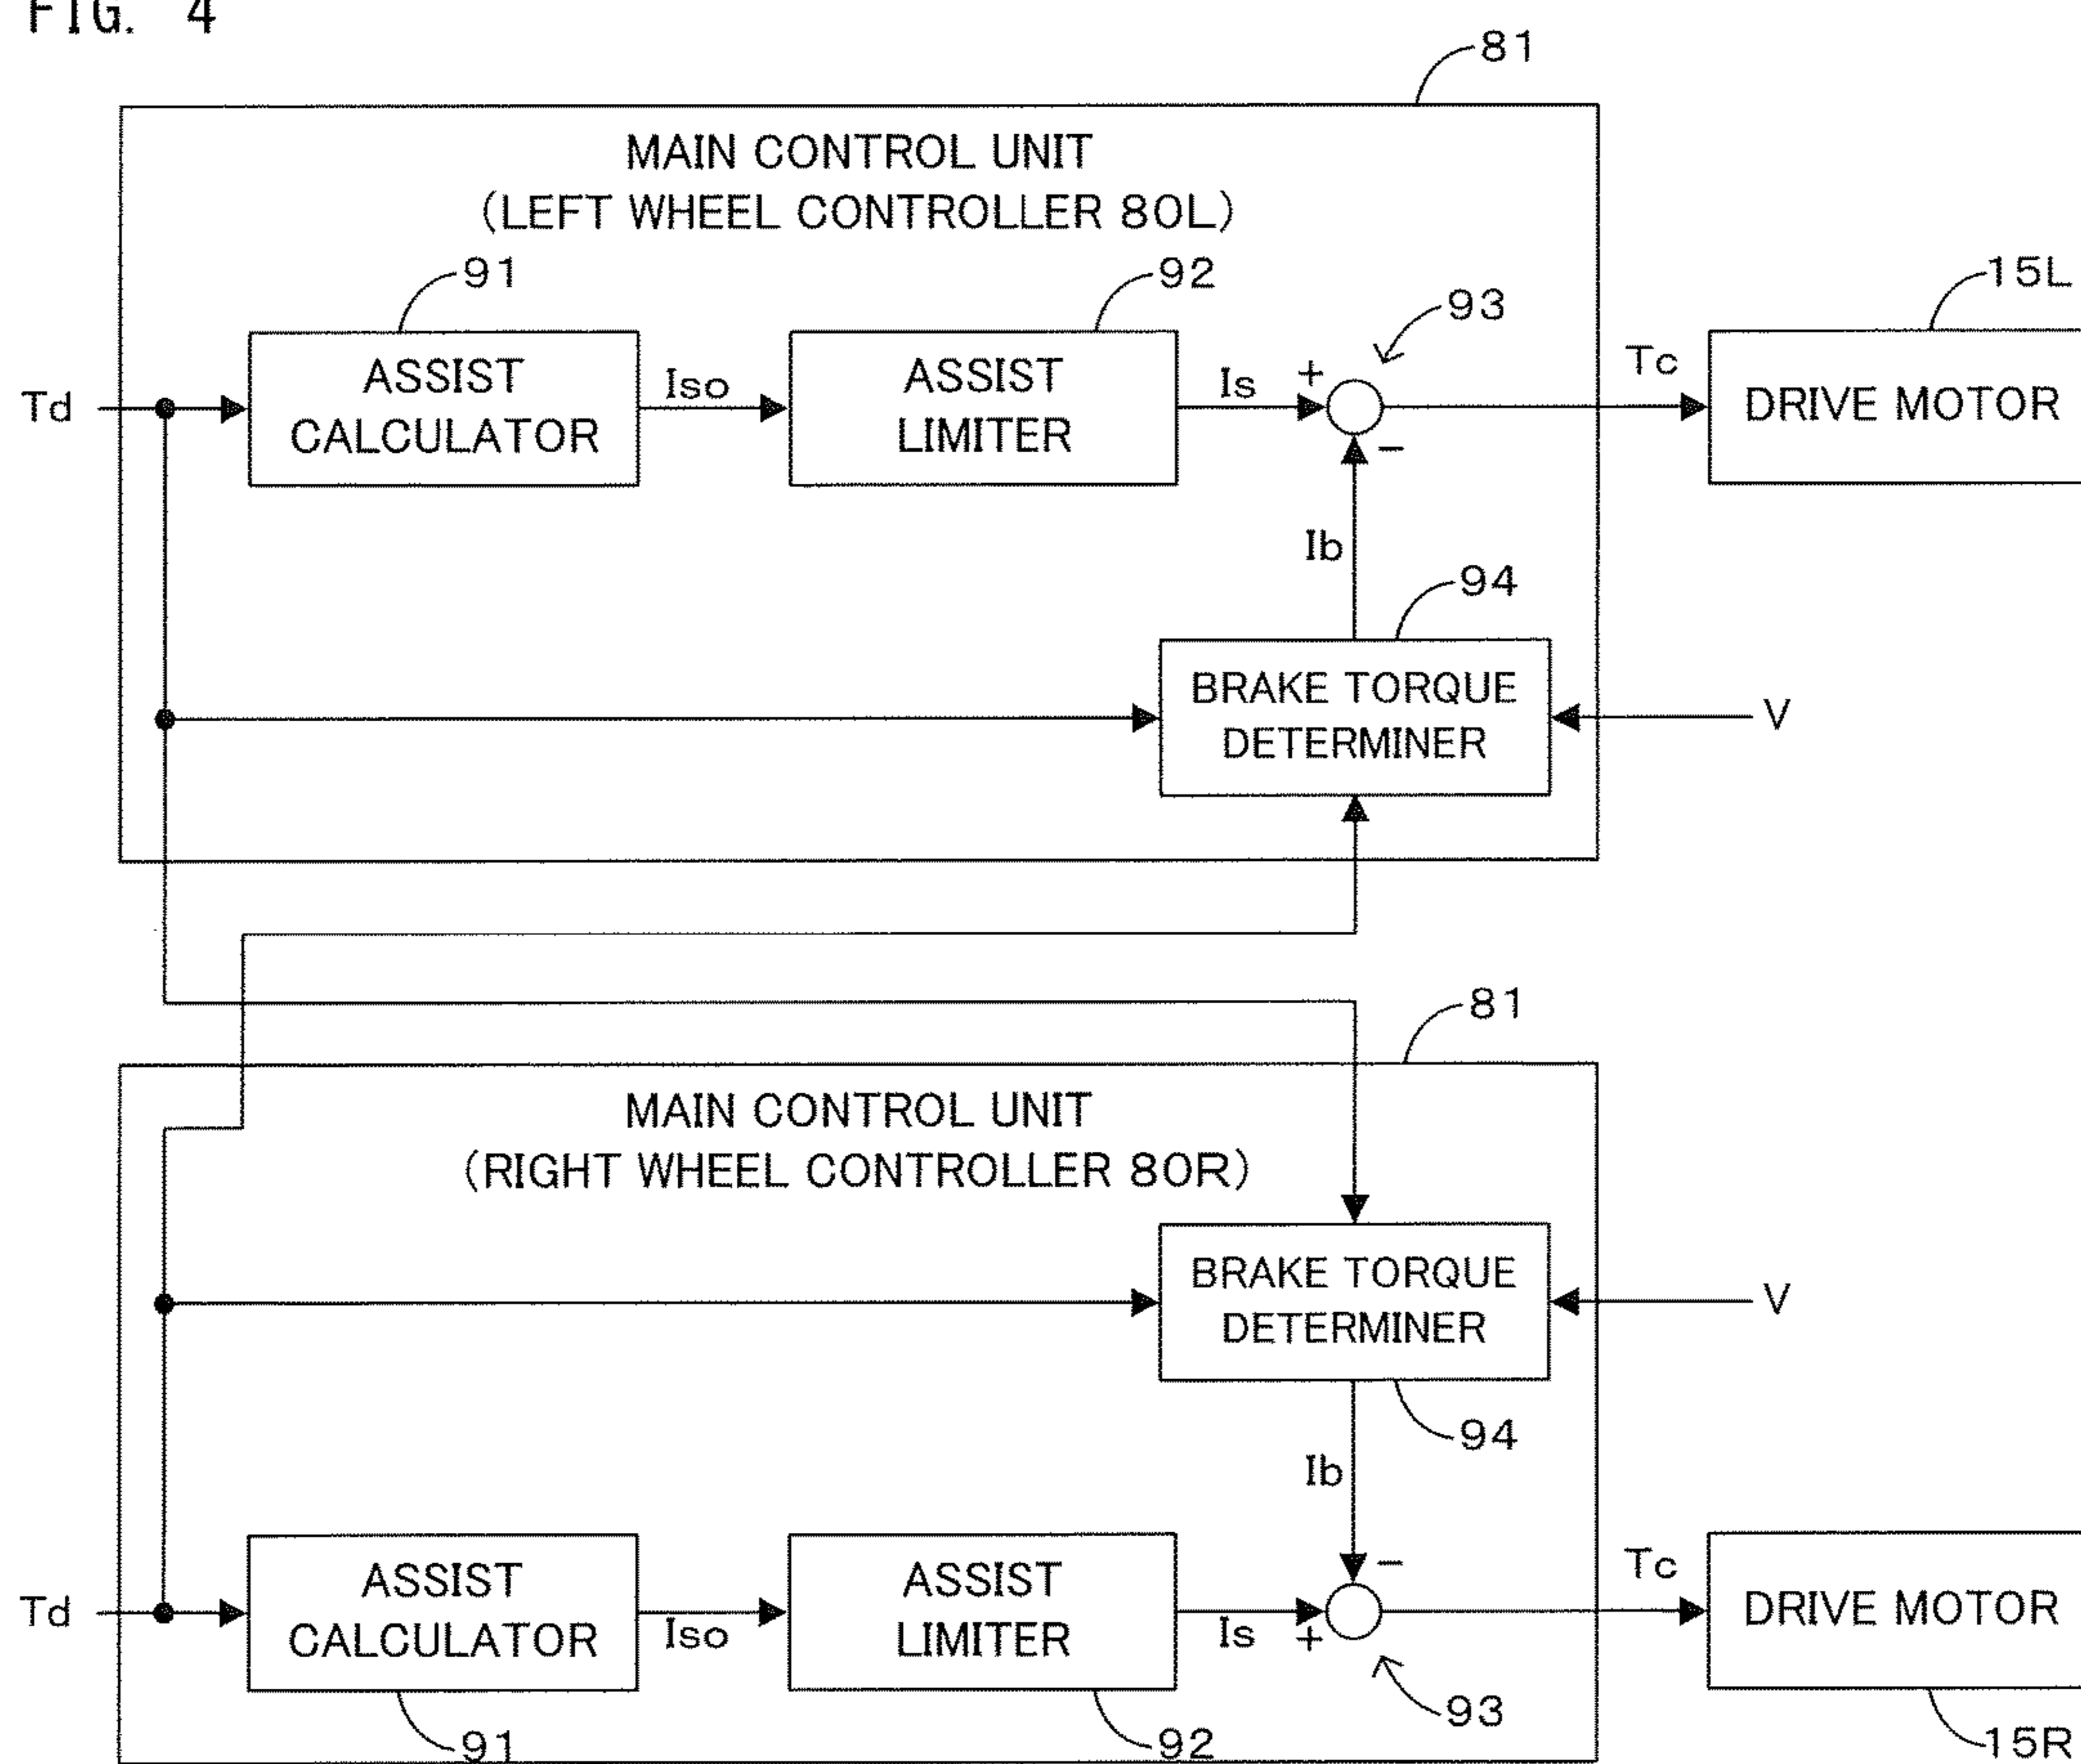 FIG. 4
81
MAIN CONTROL UNIT
(LEFT WHEEL CONTROLLER 80L)
91
92
93
15L
Td
ASSIST
CALCULATOR
Iso
ASSIST
LIMITER
Is
+
-
Tc
DRIVE MOTOR
Ib
94
BRAKE TORQUE
DETERMINER
V
81
MAIN CONTROL UNIT
(RIGHT WHEEL CONTROLLER 80R)
BRAKE TORQUE
DETERMINER
V
94
Ib
Td
ASSIST
CALCULATOR
Iso
ASSIST
LIMITER
Is
-
+
Tc
DRIVE MOTOR
91
92
93
15R